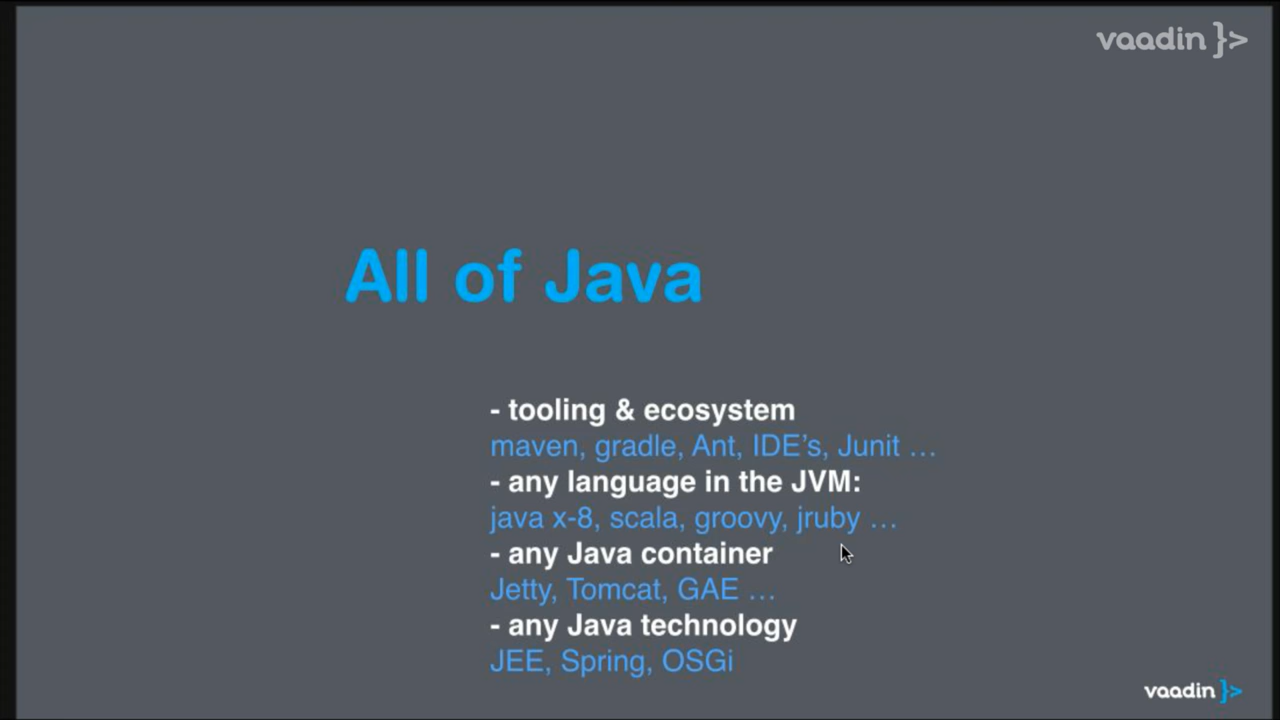 vaadin }>
All of Java
- tooling & ecosystem
maven, gradle, Ant, IDE’s, Junit …
- any language in the JVM:
java x-8, scala, groovy, jruby …
- any Java container
Jetty, Tomcat, GAE …
- any Java technology
JEE, Spring, OSGi
vaadin }>